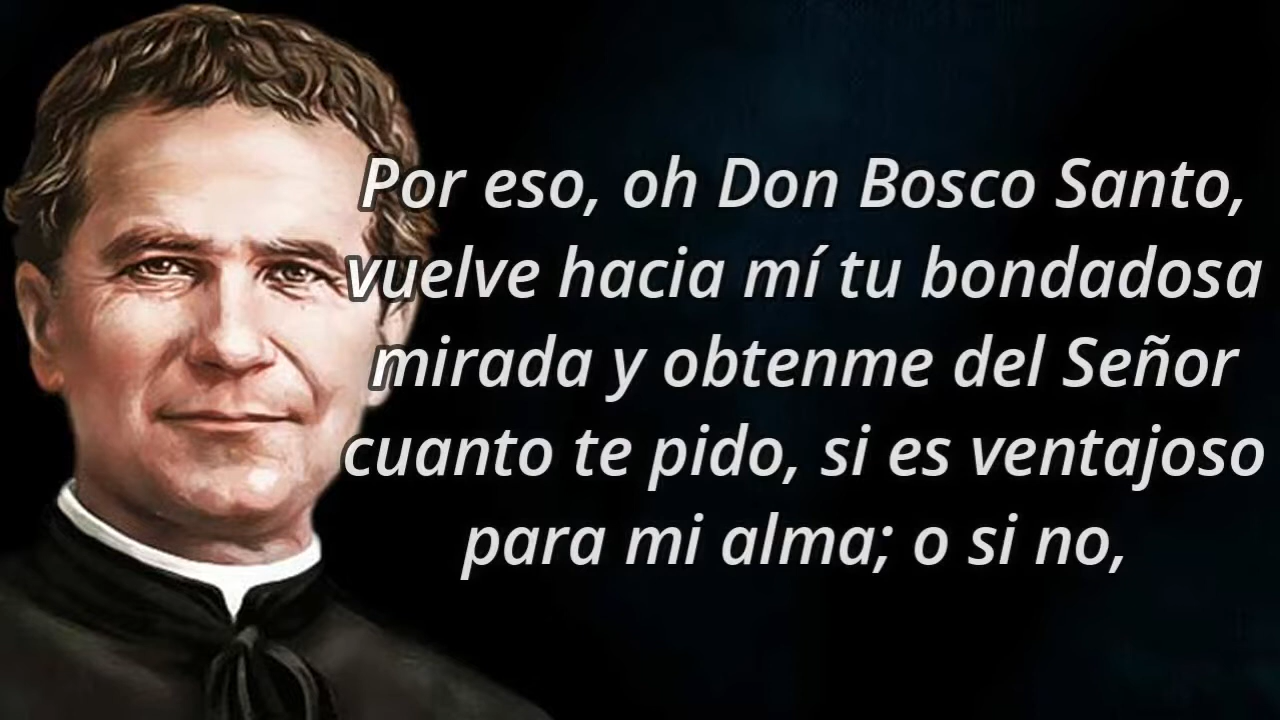 Por eso, oh Don Bosco Santo,
vuelve hacia mí tu bondadosa
mirada y obtenme del Señor
cuanto te pido, si es ventajoso
para mi alma; o si no,